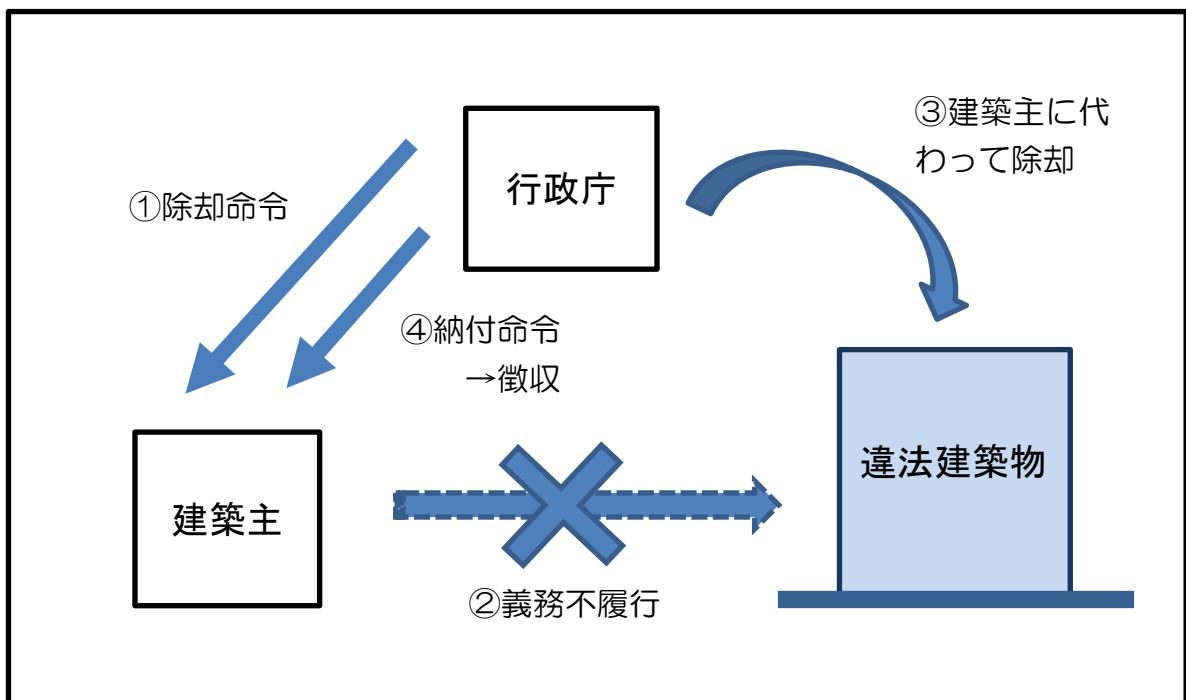 ③建築主に代
わって除却
行政庁
①除却命令
④納付命令
→徴収
違法建築物
建築主
②義務不履行